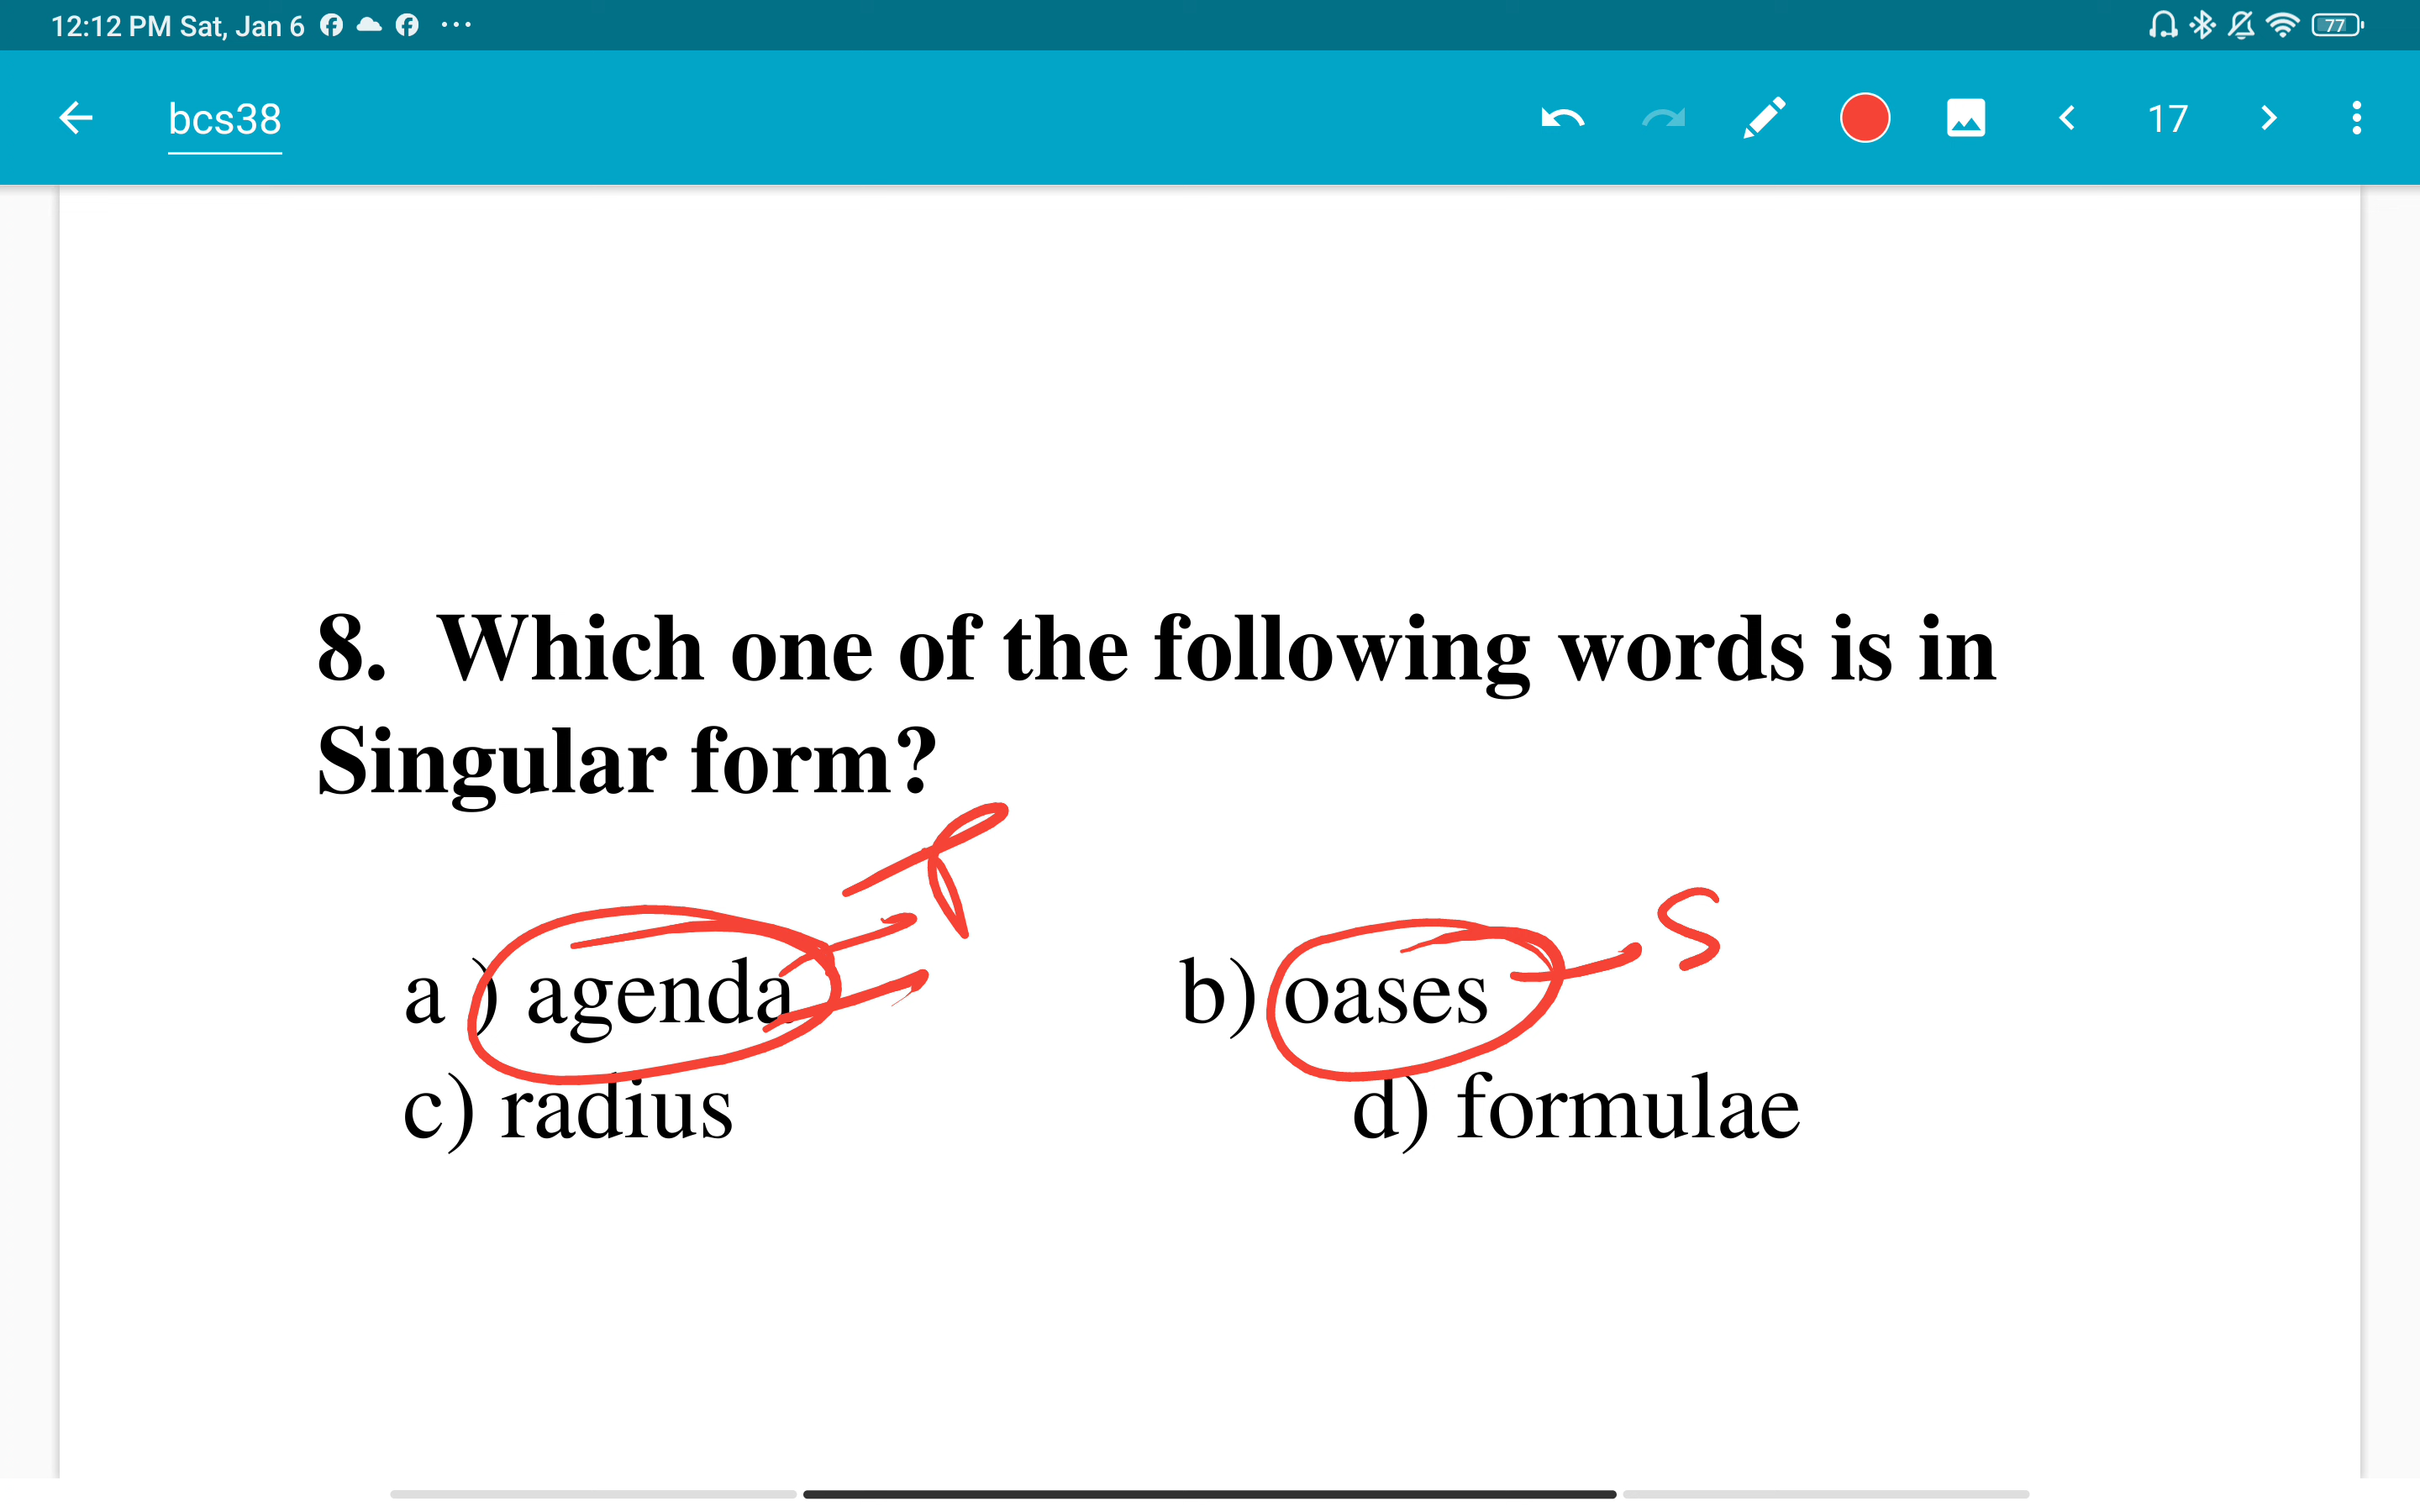 12:12 PM Sat, Jan 6 ... 77
bcs38 17
8. Which one of the following words is in
Singular form?
S
a ) agenda b) oases
c) radius d) formulae